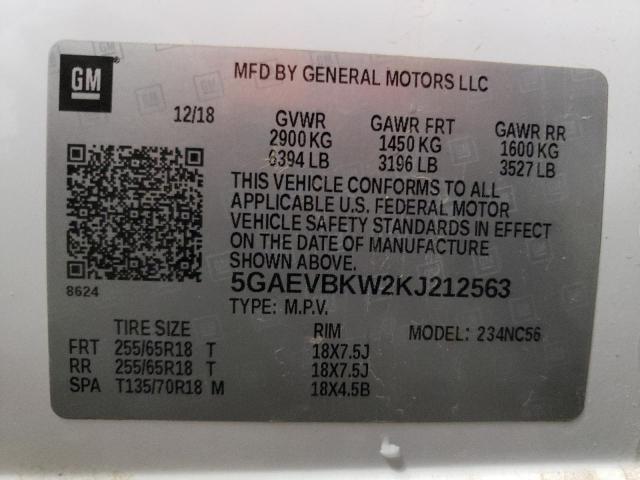 GM
MFD BY GENERAL MOTORS LLC
12/18
GVWR GAWR FRT GAWR RR
2900 KG 1450 KG 1600 KG
6394 LB 3196 LB 3527 LB
THIS VEHICLE CONFORMS TO ALL
APPLICABLE U.S. FEDERAL MOTOR
VEHICLE SAFETY STANDARDS IN EFFECT
ON THE DATE OF MANUFACTURE
SHOWN ABOVE.
8624
5GAEVBKW2KJ212563
TYPE: M.P.V.
TIRE SIZE RIM MODEL: 234NC56
FRT 255/65R18 T 18X7.5J
RR 255/65R18 T 18X7.5J
SPA T135/70R18 M 18X4.5B